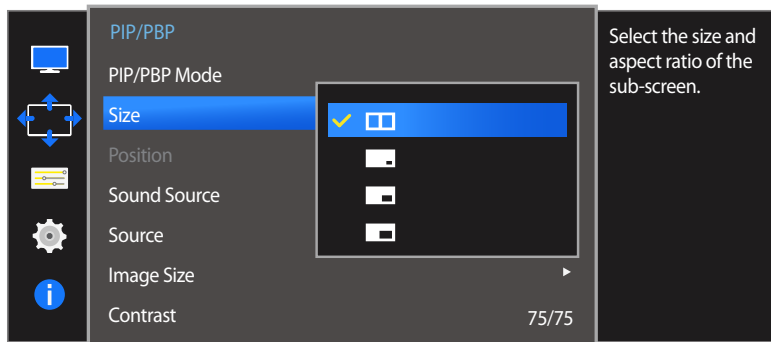 PIP/PBP
PIP/PBP Mode
Size
Position
Sound Source
Source
Image Size
Contrast 75/75
Select the size and
aspect ratio of the
sub-screen.